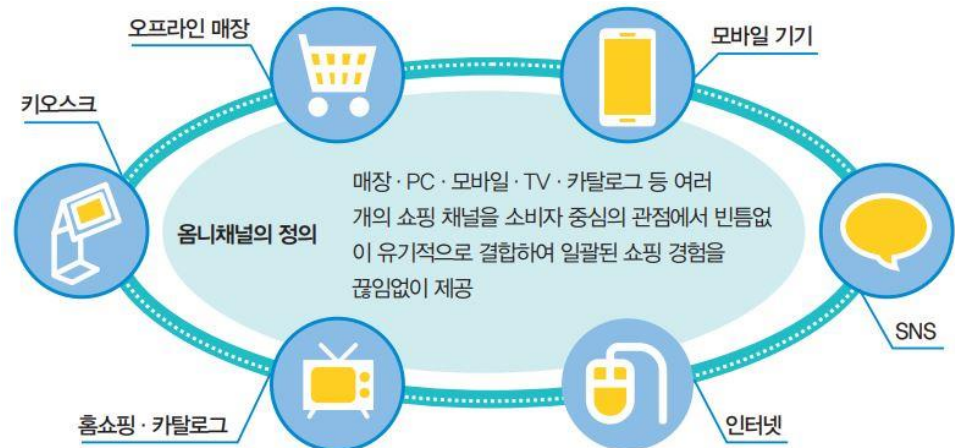 오프라인 매장
모바일 기기
키오스크
옴니채널의 정의
매장 · PC · 모바일 · TV · 카탈로그 등 여러
개의 쇼핑 채널을 소비자 중심의 관점에서 빈틈없
이 유기적으로 결합하여 일괄된 쇼핑 경험을
끊임없이 제공
SNS
홈쇼핑 · 카탈로그
인터넷